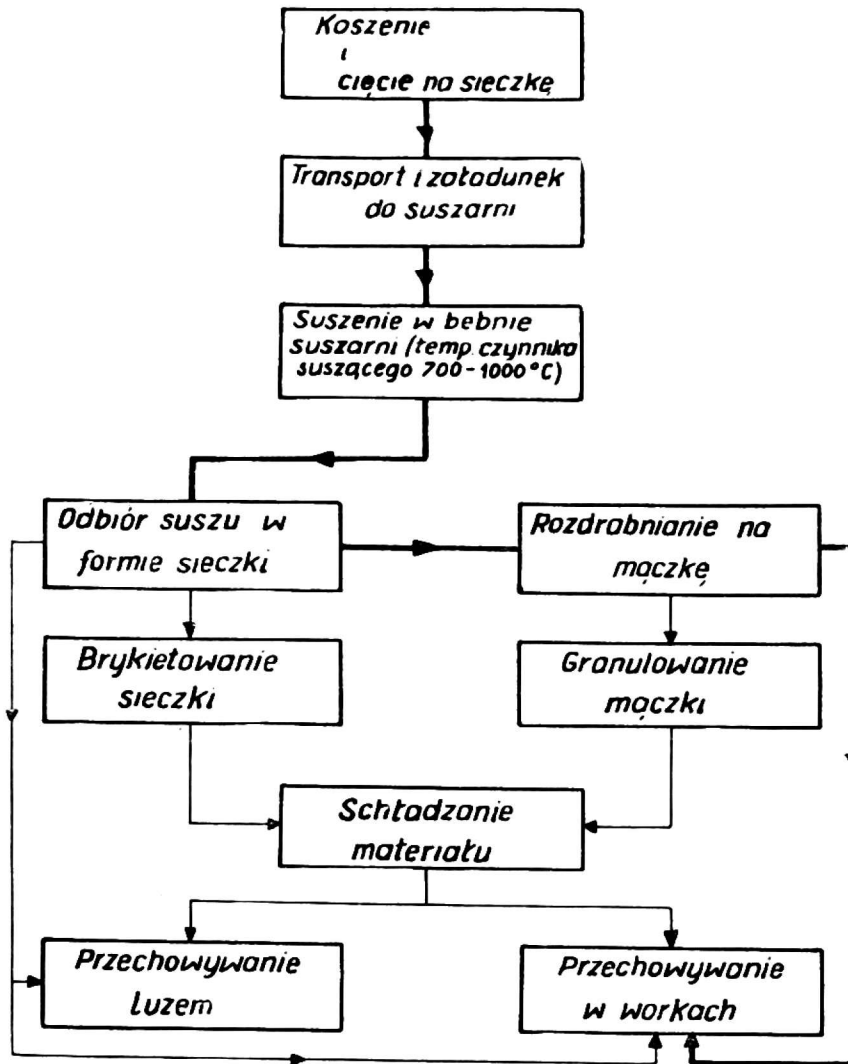 Koszenie
i
cięcie na sieczkę
Transport i załadunek
do suszarni
Suszenie w bębnie
suszarni (temp. czynnika
suszącego 700-1000°C)
Odbiór suszu w
formie sieczki
Rozdrabnianie na
mączkę
Brykietowanie
sieczki
Granulowanie
mączki
Schładzanie
materiału
Przechowywanie
luzem
Przechowywanie
w workach